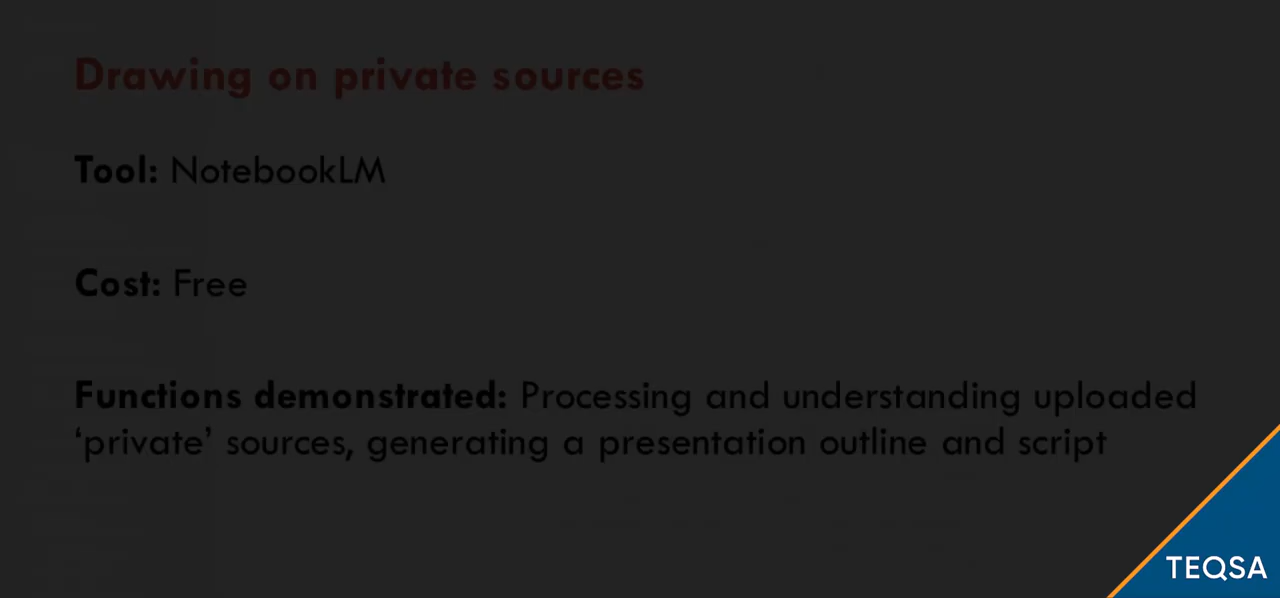 Drawing on private sources
Tool: NotebookLM
Cost: Free
Functions demonstrated: Processing and understanding uploaded
‘private’ sources, generating a presentation outline and script
TEQSA